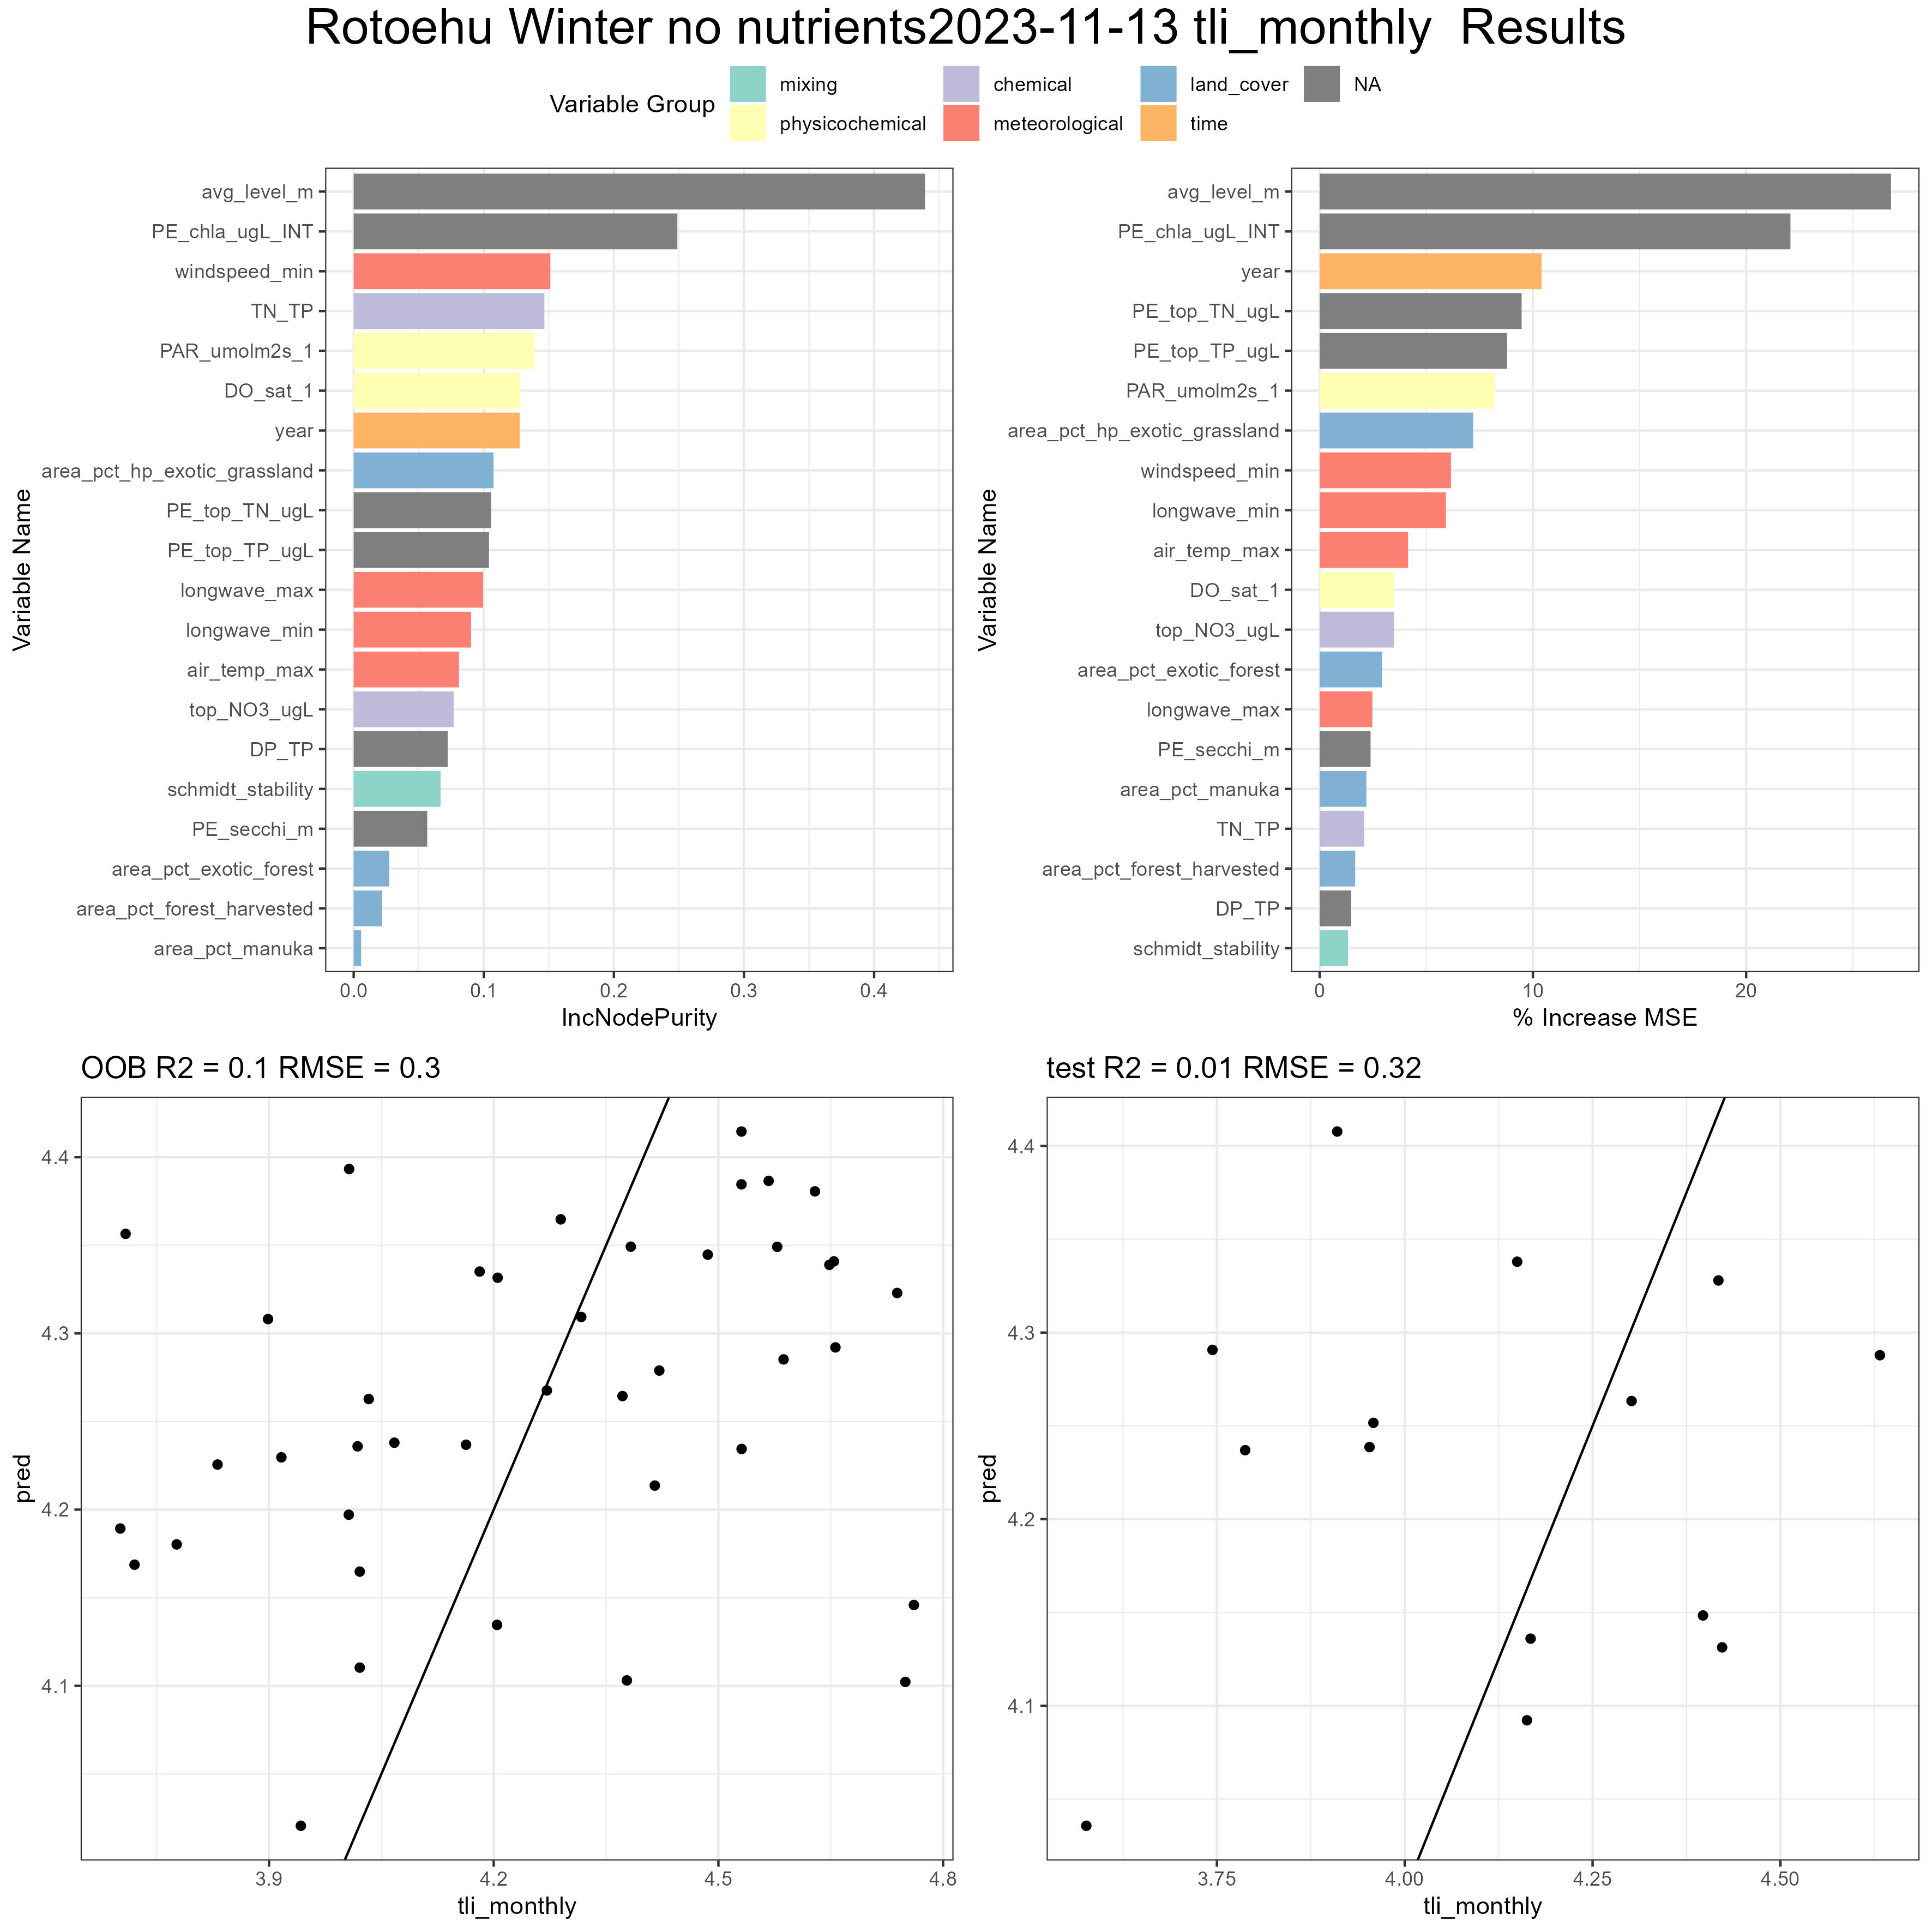 Rotoehu Winter no nutrients2023-11-13 tli_monthly  Results
Variable Group
mixing
chemical
land_cover
NA
physicochemical
meteorological
time
Variable Name
avg_level_m
PE_chla_ugL_INT
windspeed_min
TN_TP
PAR_umolm2s_1
DO_sat_1
year
area_pct_hp_exotic_grassland
PE_top_TN_ugL
PE_top_TP_ugL
longwave_max
longwave_min
air_temp_max
top_NO3_ugL
DP_TP
schmidt_stability
PE_secchi_m
area_pct_exotic_forest
area_pct_forest_harvested
area_pct_manuka
0.0 0.1 0.2 0.3 0.4
IncNodePurity
Variable Name
avg_level_m
PE_chla_ugL_INT
year
PE_top_TN_ugL
PE_top_TP_ugL
PAR_umolm2s_1
area_pct_hp_exotic_grassland
windspeed_min
longwave_min
air_temp_max
DO_sat_1
top_NO3_ugL
area_pct_exotic_forest
longwave_max
PE_secchi_m
area_pct_manuka
TN_TP
area_pct_forest_harvested
DP_TP
schmidt_stability
0 10 20
% Increase MSE
OOB R2 = 0.1 RMSE = 0.3
pred
4.4
4.3
4.2
4.1
3.9 4.2 4.5 4.8
tli_monthly
test R2 = 0.01 RMSE = 0.32
pred
4.4
4.3
4.2
4.1
3.75 4.00 4.25 4.50
tli_monthly